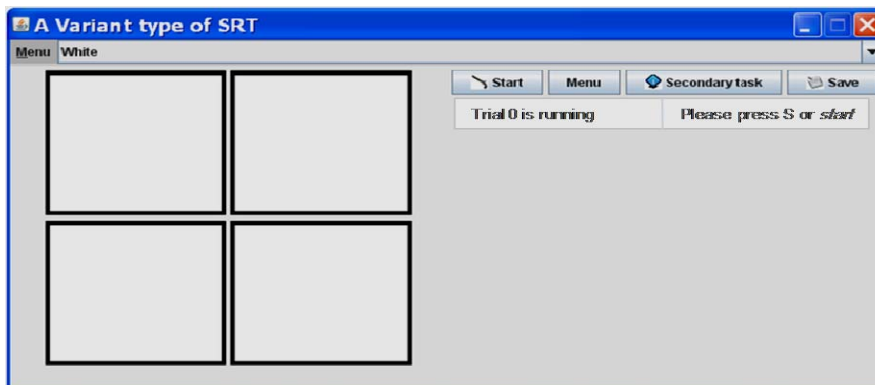 A Variant type of SRT
Menu White
Start Menu Secondary task Save
Trial 0 is running Please press S or start